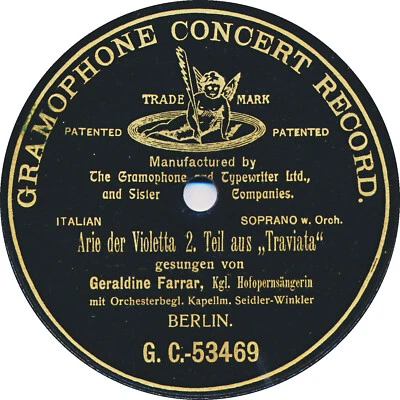 GRAMOPHONE CONCERT RECORD.
TRADE MARK
PATENTED PATENTED
Manufactured by
The Gramophone and Typewriter Ltd.,
and Sister Companies.
ITALIAN SOPRANO w. Orch.
Arie der Violetta 2. Teil aus „Traviata“
gesungen von
Geraldine Farrar, Kgl. Hofopernsängerin
mit Orchesterbegl. Kapellm. Seidler-Winkler
BERLIN.
G. C.-53469